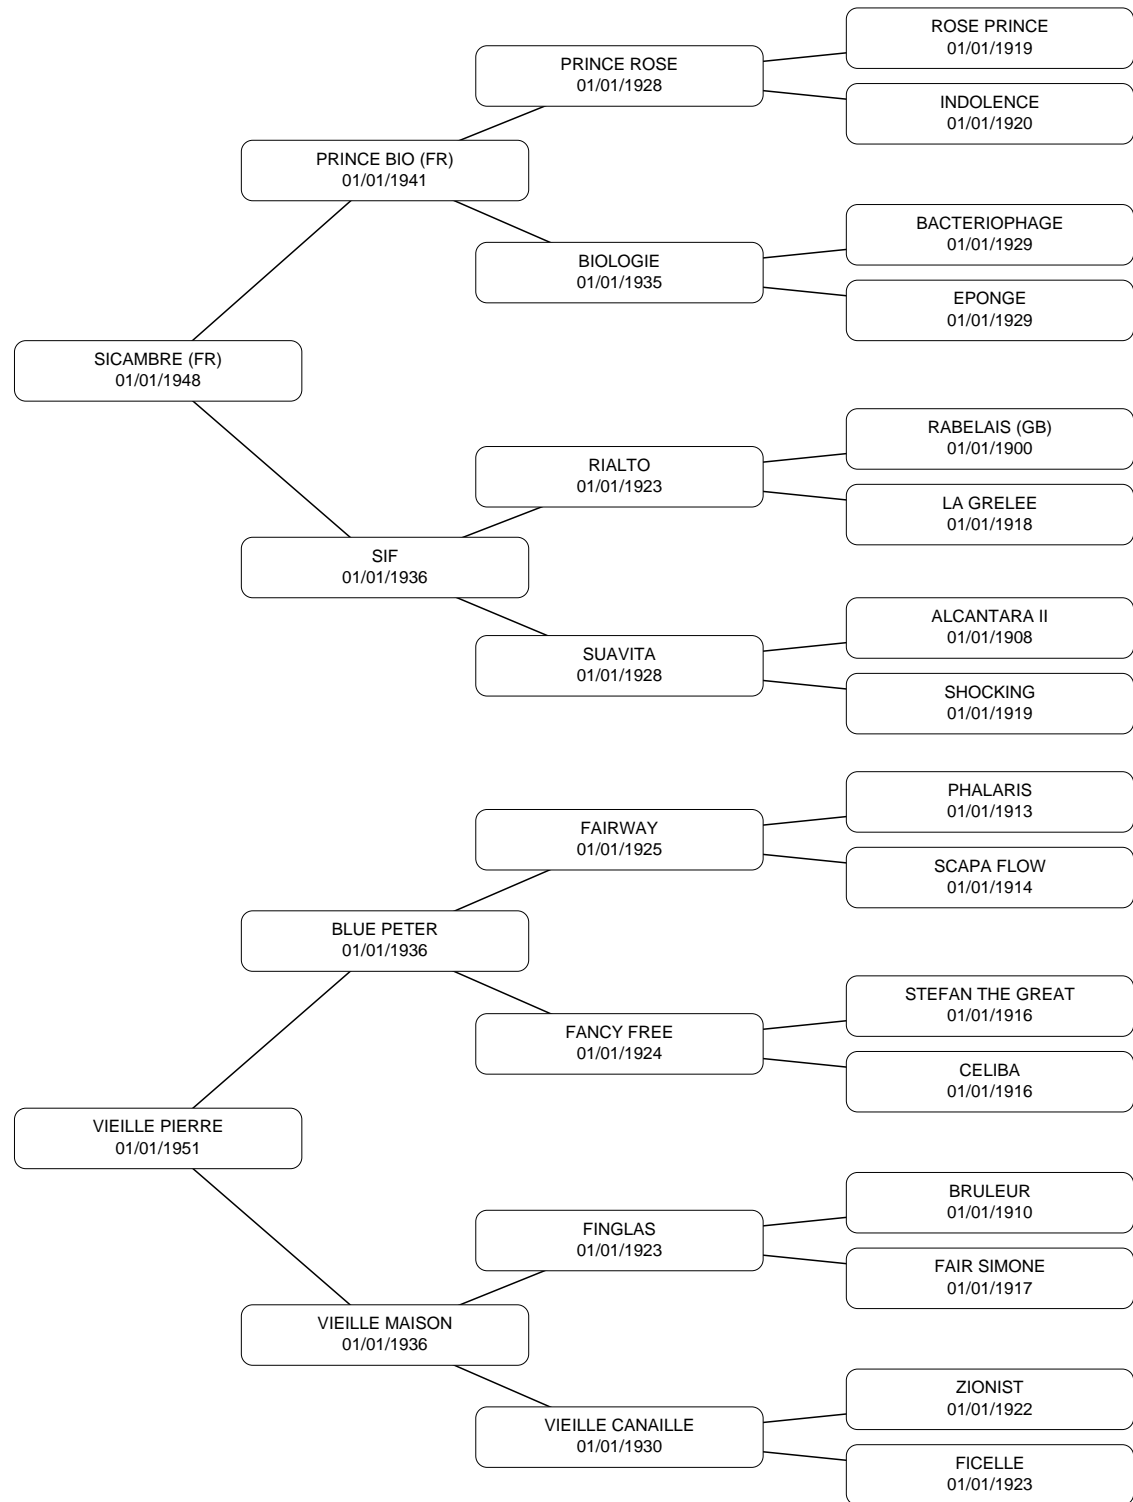 ROSE PRINCE
01/01/1919
PRINCE ROSE
01/01/1928
INDOLENCE
01/01/1920
PRINCE BIO (FR)
01/01/1941
BACTERIOPHAGE
01/01/1929
BIOLOGIE
01/01/1935
EPONGE
01/01/1929
SICAMBRE (FR)
01/01/1948
RABELAIS (GB)
01/01/1900
RIALTO
01/01/1923
LA GRELEE
01/01/1918
SIF
01/01/1936
ALCANTARA II
01/01/1908
SUAVITA
01/01/1928
SHOCKING
01/01/1919
PHALARIS
01/01/1913
FAIRWAY
01/01/1925
SCAPA FLOW
01/01/1914
BLUE PETER
01/01/1936
STEFAN THE GREAT
01/01/1916
FANCY FREE
01/01/1924
CELIBA
01/01/1916
VIEILLE PIERRE
01/01/1951
BRULEUR
01/01/1910
FINGLAS
01/01/1923
FAIR SIMONE
01/01/1917
VIEILLE MAISON
01/01/1936
ZIONIST
01/01/1922
VIEILLE CANAILLE
01/01/1930
FICELLE
01/01/1923